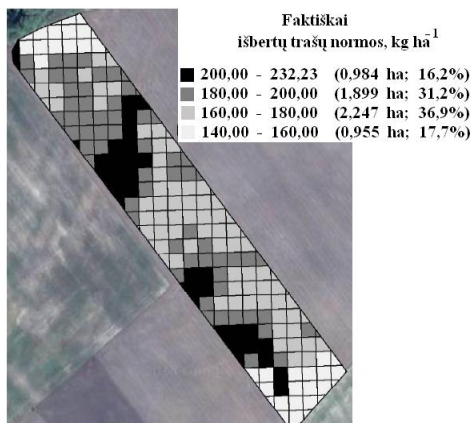 Faktiškai
išbertų trąšų normos, kg ha⁻¹
200,00 - 232,23 (0,984 ha; 16,2%)
180,00 - 200,00 (1,899 ha; 31,2%)
160,00 - 180,00 (2,247 ha; 36,9%)
140,00 - 160,00 (0,955 ha; 17,7%)